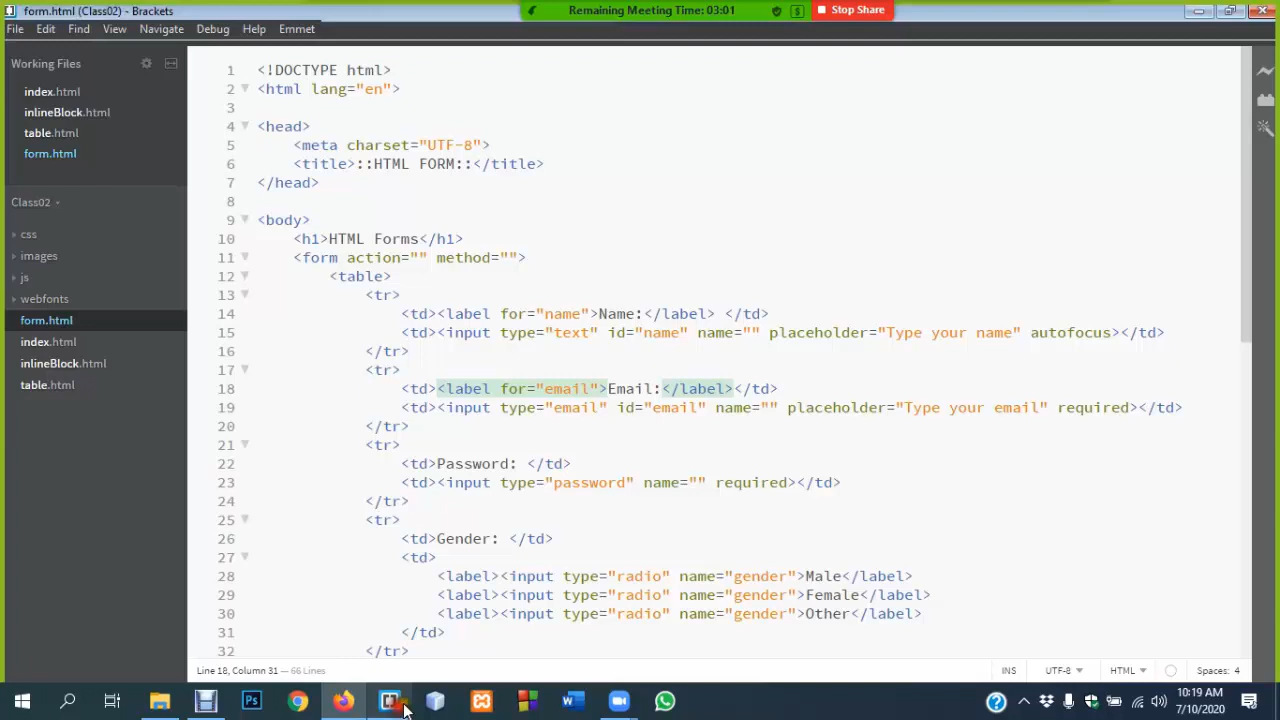 form.html (Class02) - Brackets
Remaining Meeting Time: 03:01
Stop Share
File Edit Find View Navigate Debug Help Emmet
Working Files
index.html
inlineBlock.html
table.html
form.html
Class02
css
images
js
webfonts
form.html
index.html
inlineBlock.html
table.html
1 <!DOCTYPE html>
2 <html lang="en">
3
4 <head>
5 <meta charset="UTF-8">
6 <title>::HTML FORM::</title>
7 </head>
8
9 <body>
10 <h1>HTML Forms</h1>
11 <form action="" method="">
12 <table>
13 <tr>
14 <td><label for="name">Name:</label> </td>
15 <td><input type="text" id="name" name="" placeholder="Type your name" autofocus></td>
16 </tr>
17 <tr>
18 <td><label for="email">Email:</label></td>
19 <td><input type="email" id="email" name="" placeholder="Type your email" required></td>
20 </tr>
21 <tr>
22 <td>Password: </td>
23 <td><input type="password" name="" required></td>
24 </tr>
25 <tr>
26 <td>Gender: </td>
27 <td>
28 <label><input type="radio" name="gender">Male</label>
29 <label><input type="radio" name="gender">Female</label>
30 <label><input type="radio" name="gender">Other</label>
31 </td>
32 </tr>
Line 18, Column 31 — 66 Lines
INS UTF-8 HTML Spaces: 4
Ps
10:19 AM
7/10/2020